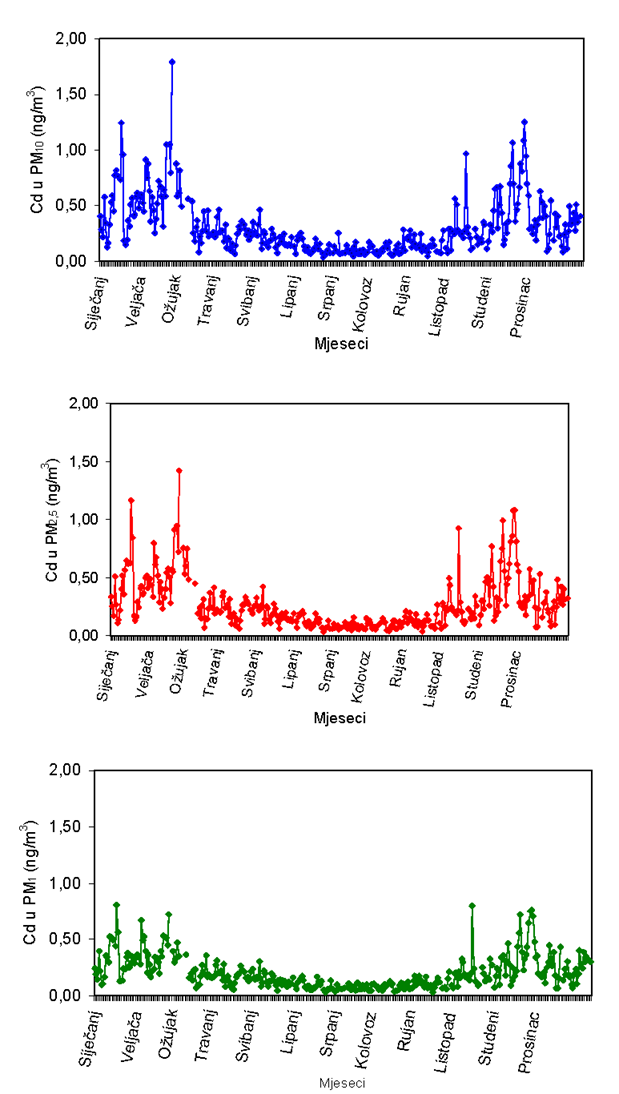 2,00
1,50
1,00
0,50
0,00
Cd u PM10 (ng/m3)
Siječanj Veljača Ožujak Travanj Svibanj Lipanj Srpanj Kolovoz Rujan Listopad Studeni Prosinac
Mjeseci
2,00
1,50
1,00
0,50
0,00
Cd u PM2,5 (ng/m3)
Siječanj Veljača Ožujak Travanj Svibanj Lipanj Srpanj Kolovoz Rujan Listopad Studeni Prosinac
Mjeseci
2,00
1,50
1,00
0,50
0,00
Cd u PM1 (ng/m3)
Siječanj Veljača Ožujak Travanj Svibanj Lipanj Srpanj Kolovoz Rujan Listopad Studeni Prosinac
Mjeseci